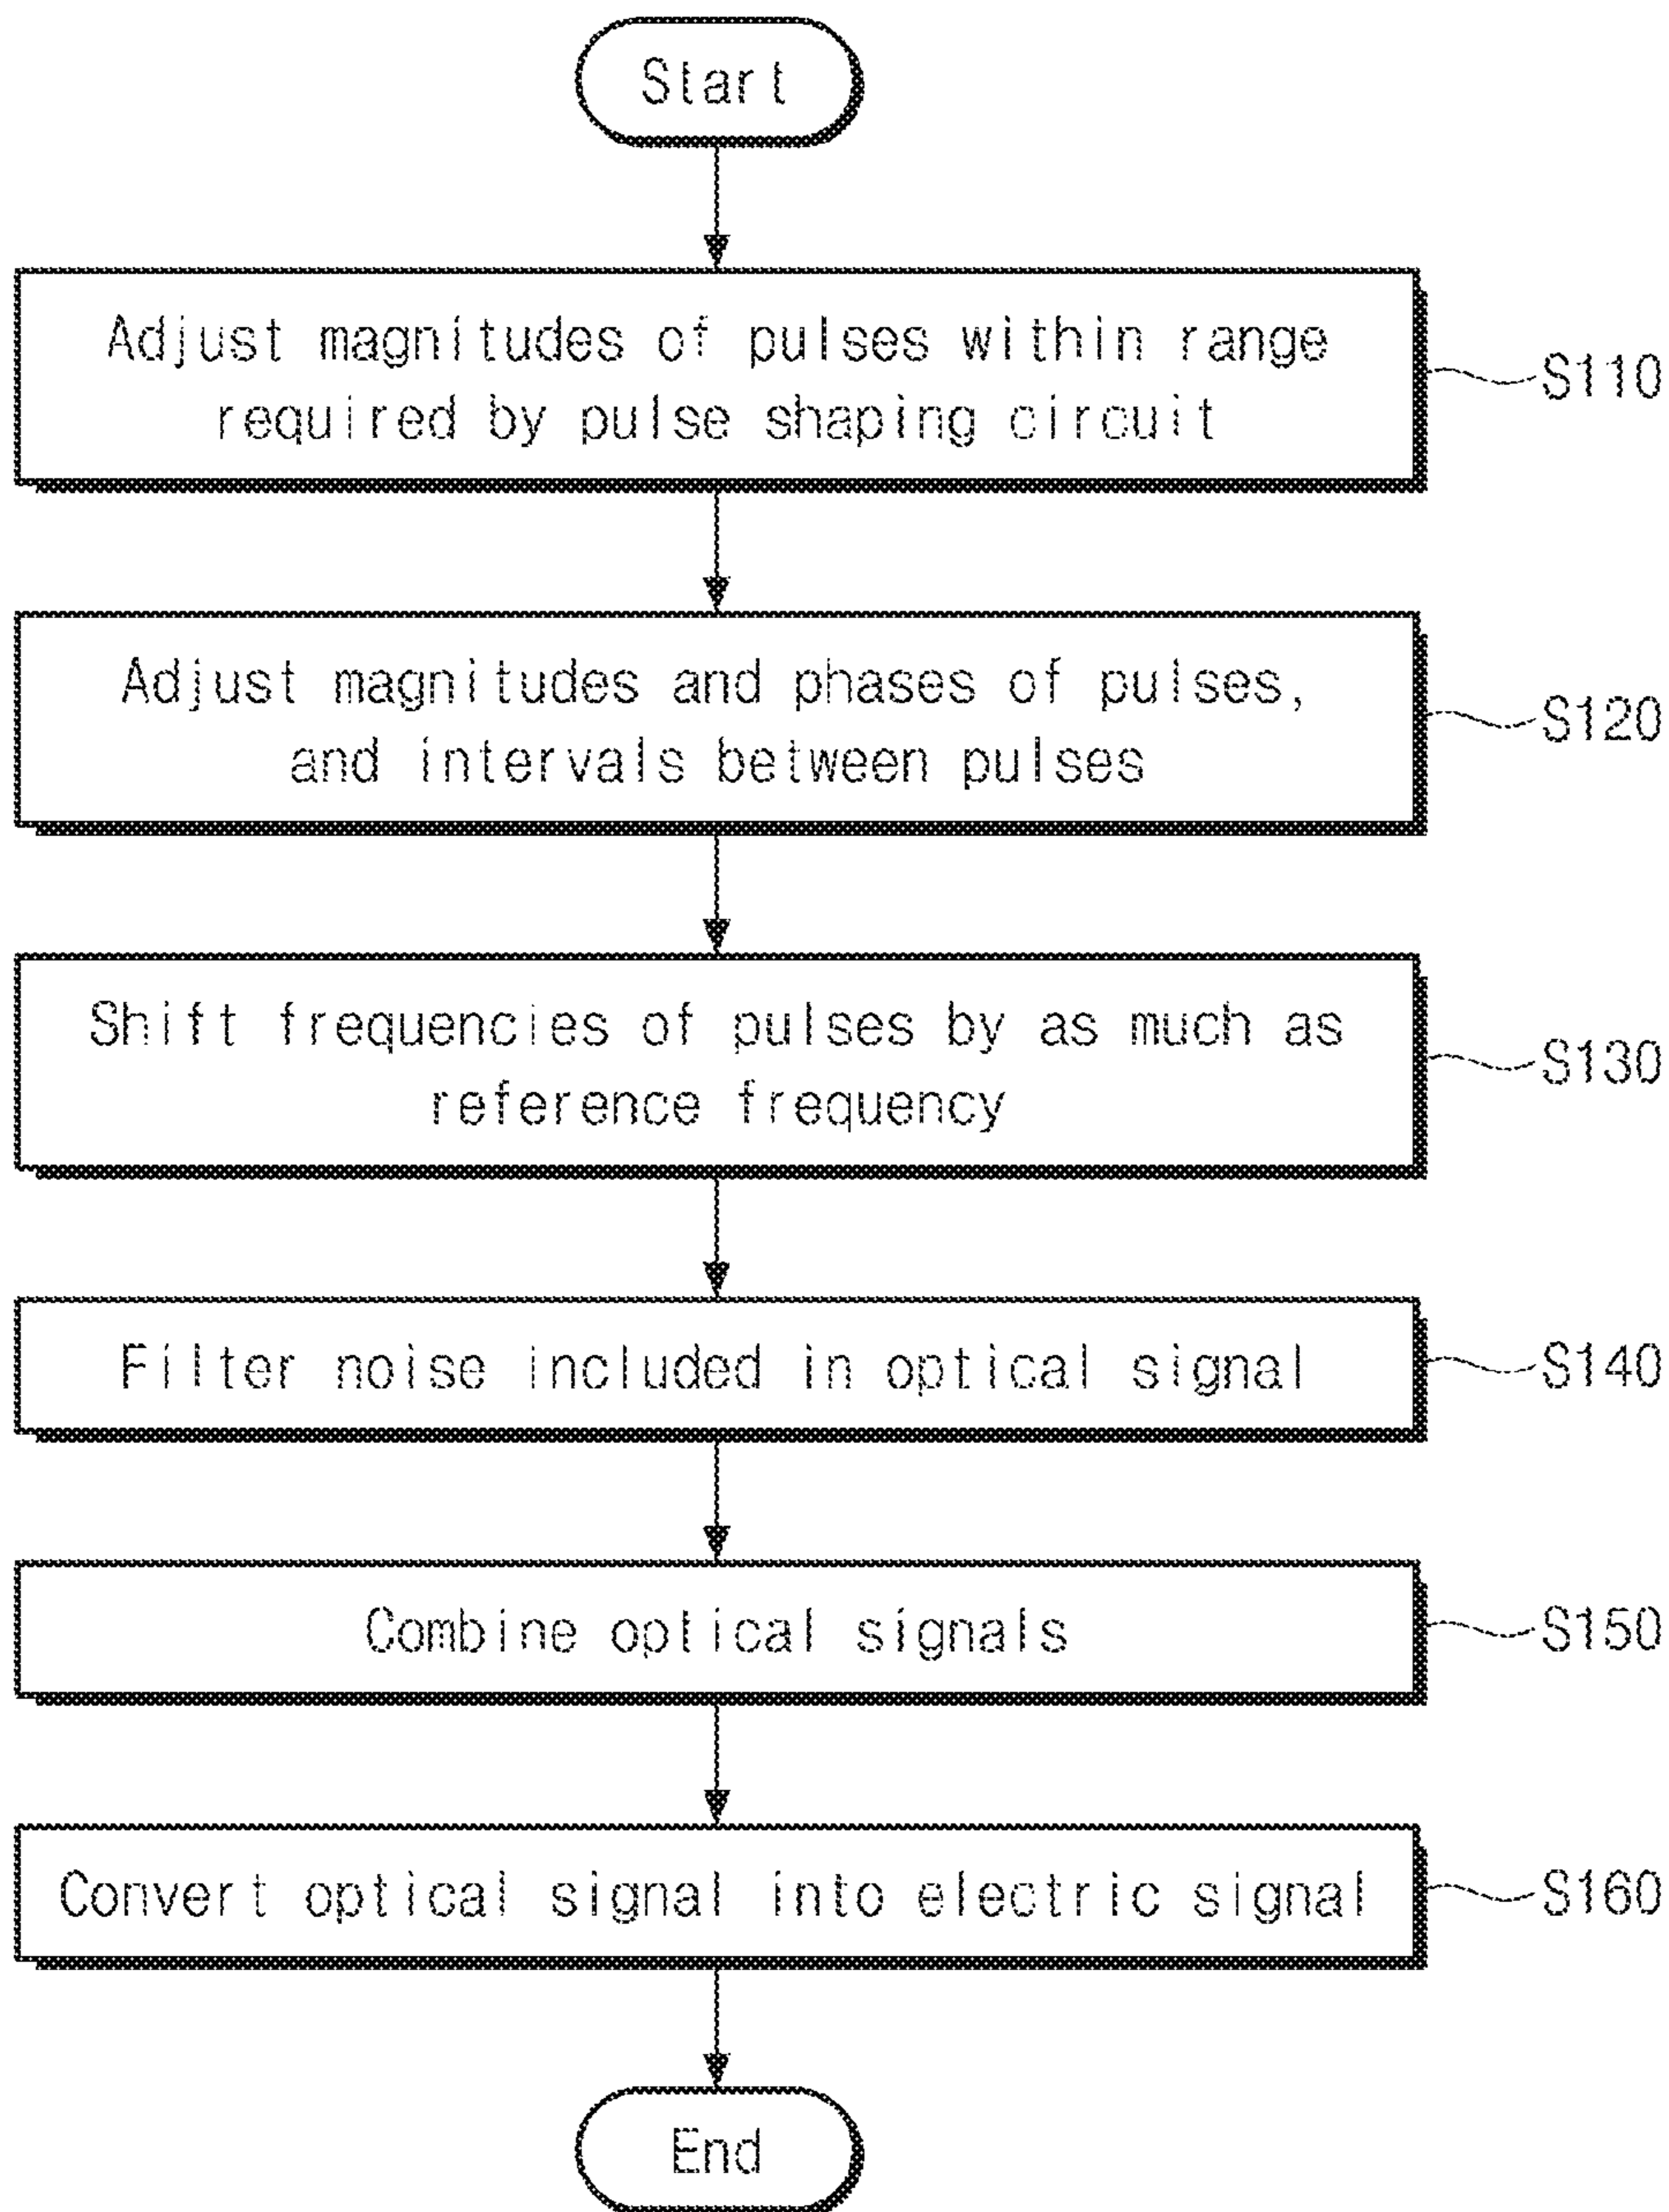 Start
Adjust magnitudes of pulses within range
required by pulse shaping circuit
S110
Adjust magnitudes and phases of pulses,
and intervals between pulses
S120
Shift frequencies of pulses by as much as
reference frequency
S130
Filter noise included in optical signal
S140
Combine optical signals
S150
Convert optical signal into electric signal
S160
End